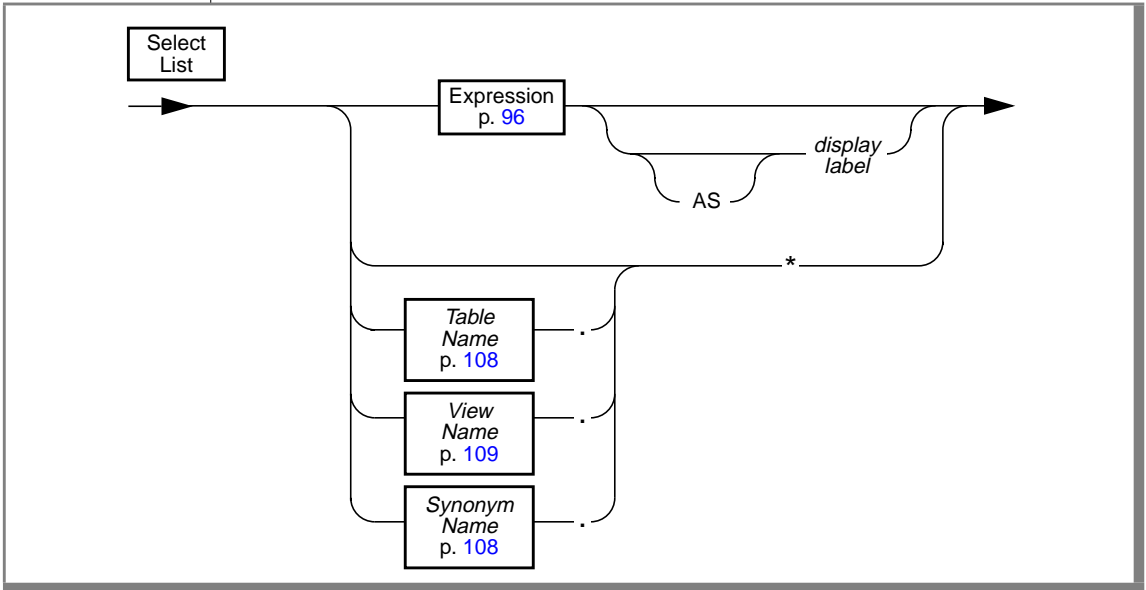 Select
List
Expression
p. 96
display
label
AS
*
Table
Name
p. 108
.
View
Name
p. 109
.
Synonym
Name
p. 108
.